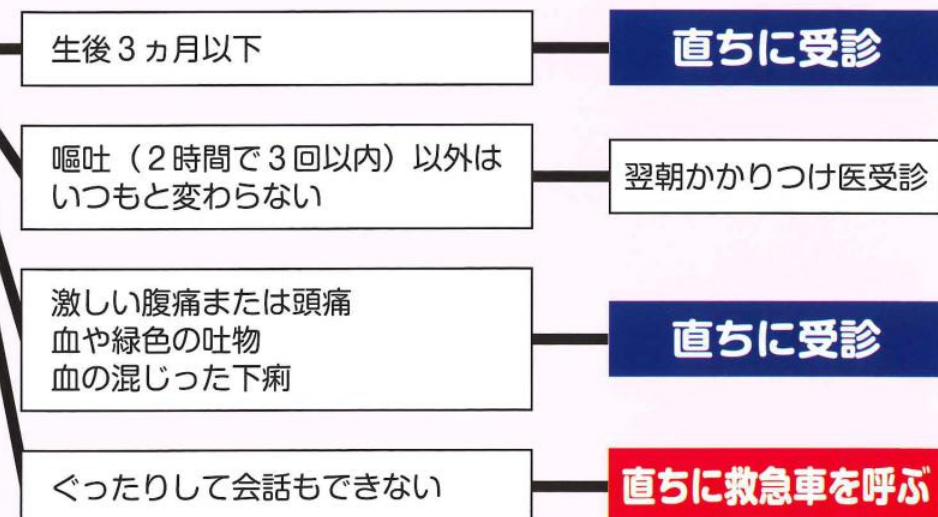 生後3ヵ月以下
直ちに受診
嘔吐（2時間で3回以内）以外は
いつもと変わらない
翌朝かかりつけ医受診
激しい腹痛または頭痛
血や緑色の吐物
血の混じった下痢
直ちに受診
ぐったりして会話もできない
直ちに救急車を呼ぶ